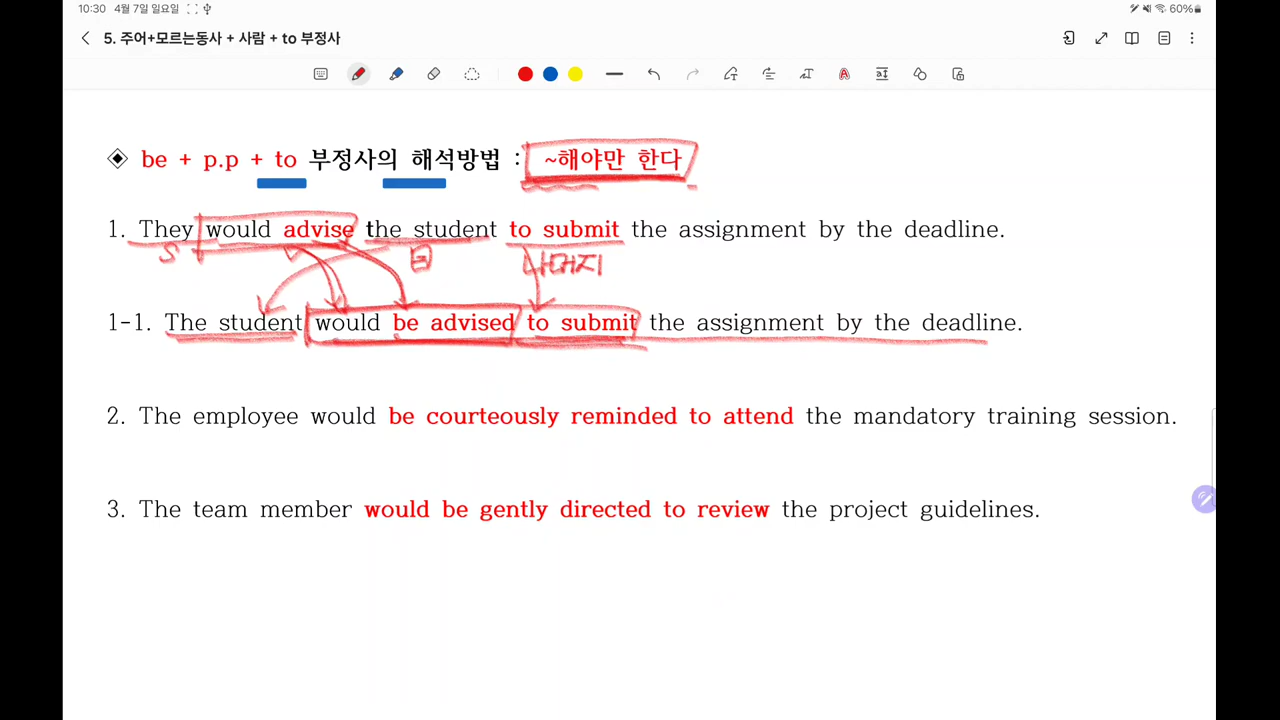 10:30 4월 7일 일요일 60%
5. 주어+모르는동사 + 사람 + to 부정사
◈ be + p.p + to 부정사의 해석방법 : ~해야만 한다
1. They would advise the student to submit the assignment by the deadline.
S 목 나머지
1-1. The student would be advised to submit the assignment by the deadline.
2. The employee would be courteously reminded to attend the mandatory training session.
3. The team member would be gently directed to review the project guidelines.